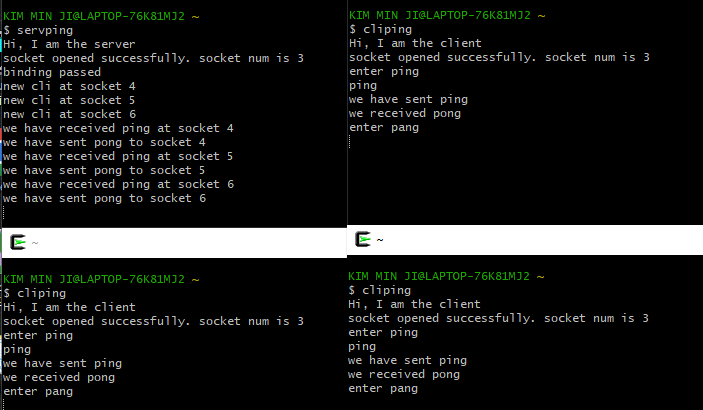 KIM MIN JI@LAPTOP-76K81MJ2 ~
$ servping
Hi, I am the server
socket opened successfully. socket num is 3
binding passed
new cli at socket 4
new cli at socket 5
new cli at socket 6
we have received ping at socket 4
we have sent pong to socket 4
we have received ping at socket 5
we have sent pong to socket 5
we have received ping at socket 6
we have sent pong to socket 6
KIM MIN JI@LAPTOP-76K81MJ2 ~
$ cliping
Hi, I am the client
socket opened successfully. socket num is 3
enter ping
ping
we have sent ping
we received pong
enter pang
~
KIM MIN JI@LAPTOP-76K81MJ2 ~
$ cliping
Hi, I am the client
socket opened successfully. socket num is 3
enter ping
ping
we have sent ping
we received pong
enter pang
~
KIM MIN JI@LAPTOP-76K81MJ2 ~
$ cliping
Hi, I am the client
socket opened successfully. socket num is 3
enter ping
ping
we have sent ping
we received pong
enter pang